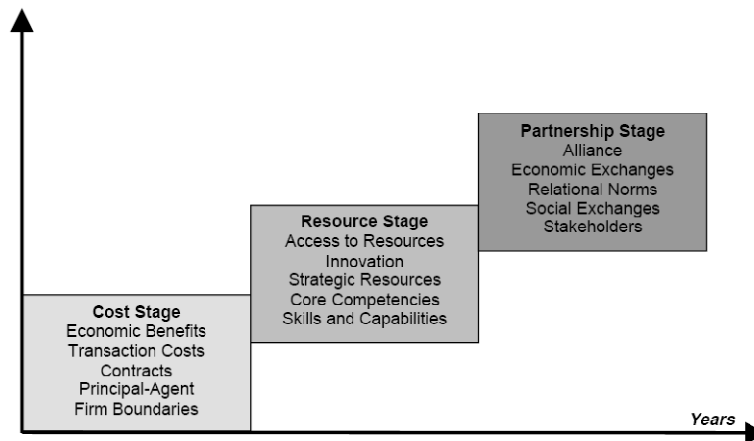 Partnership Stage
Alliance
Economic Exchanges
Relational Norms
Social Exchanges
Stakeholders
Resource Stage
Access to Resources
Innovation
Strategic Resources
Core Competencies
Skills and Capabilities
Cost Stage
Economic Benefits
Transaction Costs
Contracts
Principal-Agent
Firm Boundaries
Years